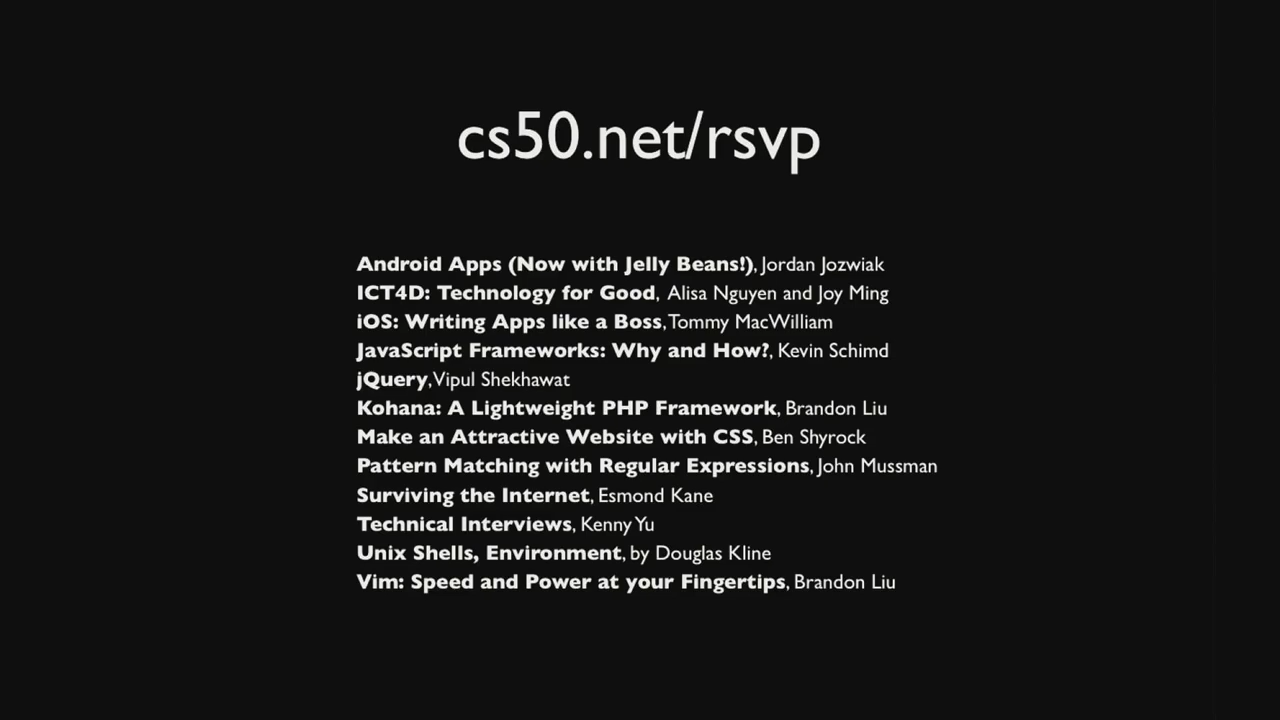 cs50.net/rsvp
Android Apps (Now with Jelly Beans!), Jordan Jozwiak
ICT4D: Technology for Good, Alisa Nguyen and Joy Ming
iOS: Writing Apps like a Boss, Tommy MacWilliam
JavaScript Frameworks: Why and How?, Kevin Schimd
jQuery, Vipul Shekhawat
Kohana: A Lightweight PHP Framework, Brandon Liu
Make an Attractive Website with CSS, Ben Shyrock
Pattern Matching with Regular Expressions, John Mussman
Surviving the Internet, Esmond Kane
Technical Interviews, Kenny Yu
Unix Shells, Environment, by Douglas Kline
Vim: Speed and Power at your Fingertips, Brandon Liu